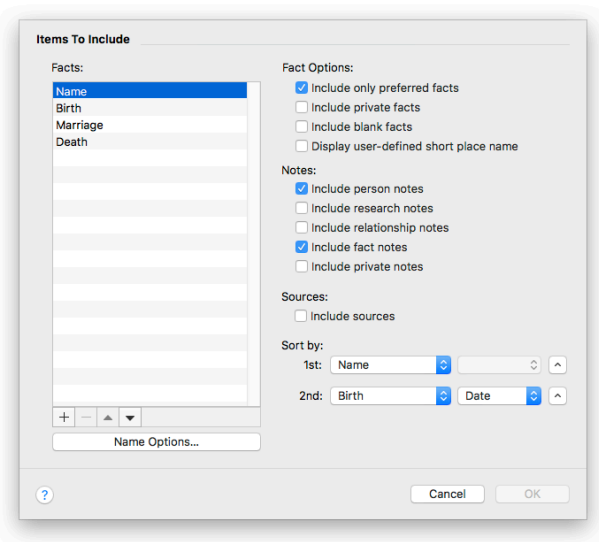 Items To Include
Facts:
Name
Birth
Marriage
Death
Name Options...
Fact Options:
Include only preferred facts
Include private facts
Include blank facts
Display user-defined short place name
Notes:
Include person notes
Include research notes
Include relationship notes
Include fact notes
Include private notes
Sources:
Include sources
Sort by:
1st: Name
2nd: Birth Date
? Cancel OK